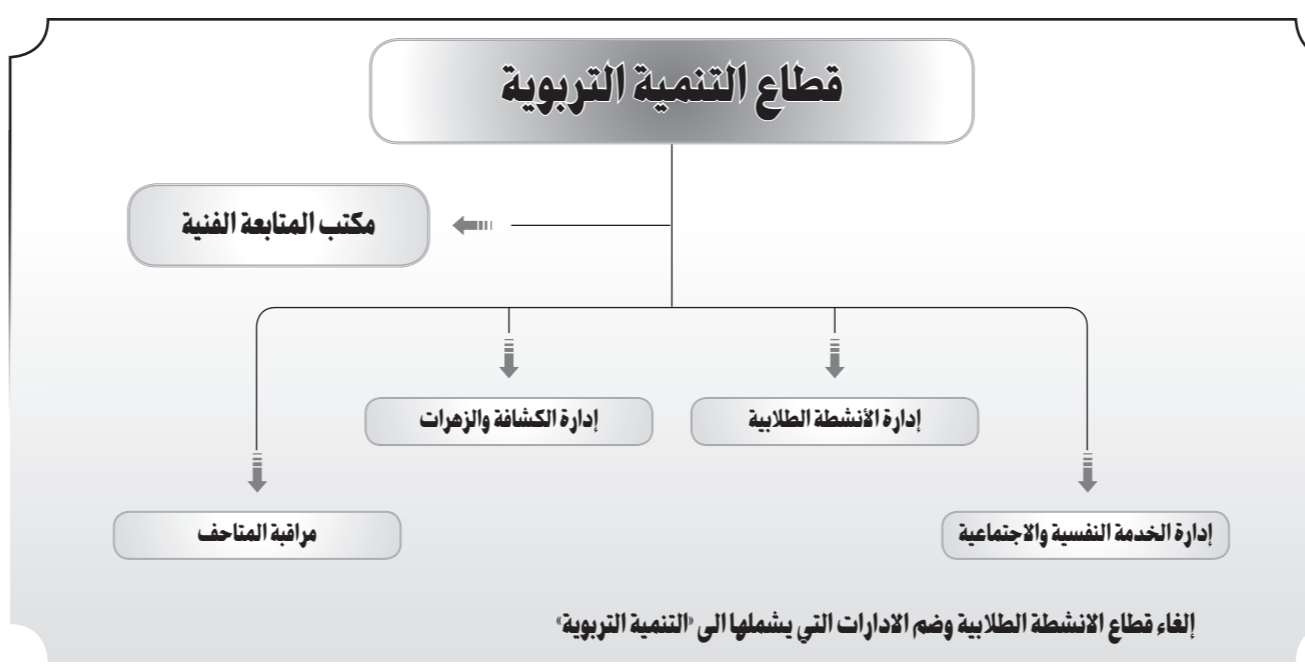 قطاع التنمية التربوية
مكتب المتابعة الفنية
إدارة الأنشطة الطلابية
إدارة الكشافة والزهرات
إدارة الخدمة النفسية والاجتماعية
مراقبة المتاحف
إلغاء قطاع الانشطة الطلابية وضم الادارات التي يشملها الى «التنمية التربوية»